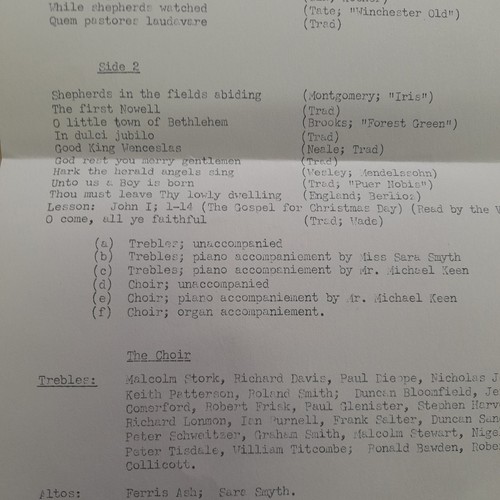 While shepherds watched (Tate; "Winchester Old")
Quem pastores laudavare (Trad)
Side 2
Shepherds in the fields abiding (Montgomery; "Iris")
The first Nowell (Trad)
O little town of Bethlehem (Brooks; "Forest Green")
In dulci jubilo (Trad)
Good King Wenceslas (Neale; Trad)
God rest you merry gentlemen (Trad)
Hark the herald angels sing (Wesley; Mendelssohn)
Unto us a Boy is born (Trad; "Puer Nobis")
Thou must leave Thy lowly dwelling (England; Berlioz)
Lesson: John I; 1-14 (The Gospel for Christmas Day) (Read by the V
O come, all ye faithful (Trad; Wade)
(a) Trebles; unaccompanied
(b) Trebles; piano accompaniement by Miss Sara Smyth
(c) Trebles; piano accompaniement by Mr. Michael Keen
(d) Choir; unaccompanied
(e) Choir; piano accompaniement by Mr. Michael Keen
(f) Choir; organ accompaniment.
The Choir
Trebles: Malcolm Stork, Richard Davis, Paul Dieppe, Nicholas J
Keith Patterson, Roland Smith; Duncan Bloomfield, Je
Comerford, Robert Frisk, Paul Glenister, Stephen Harv
Richard Lonmon, Ian Purnell, Frank Salter, Duncan San
Peter Schweitzer, Graham Smith, Malcolm Stewart, Nige
Peter Tisdale, William Titcombe; Ronald Bawden, Robe
Collicott.
Altos: Ferris Ash; Sara Smyth.